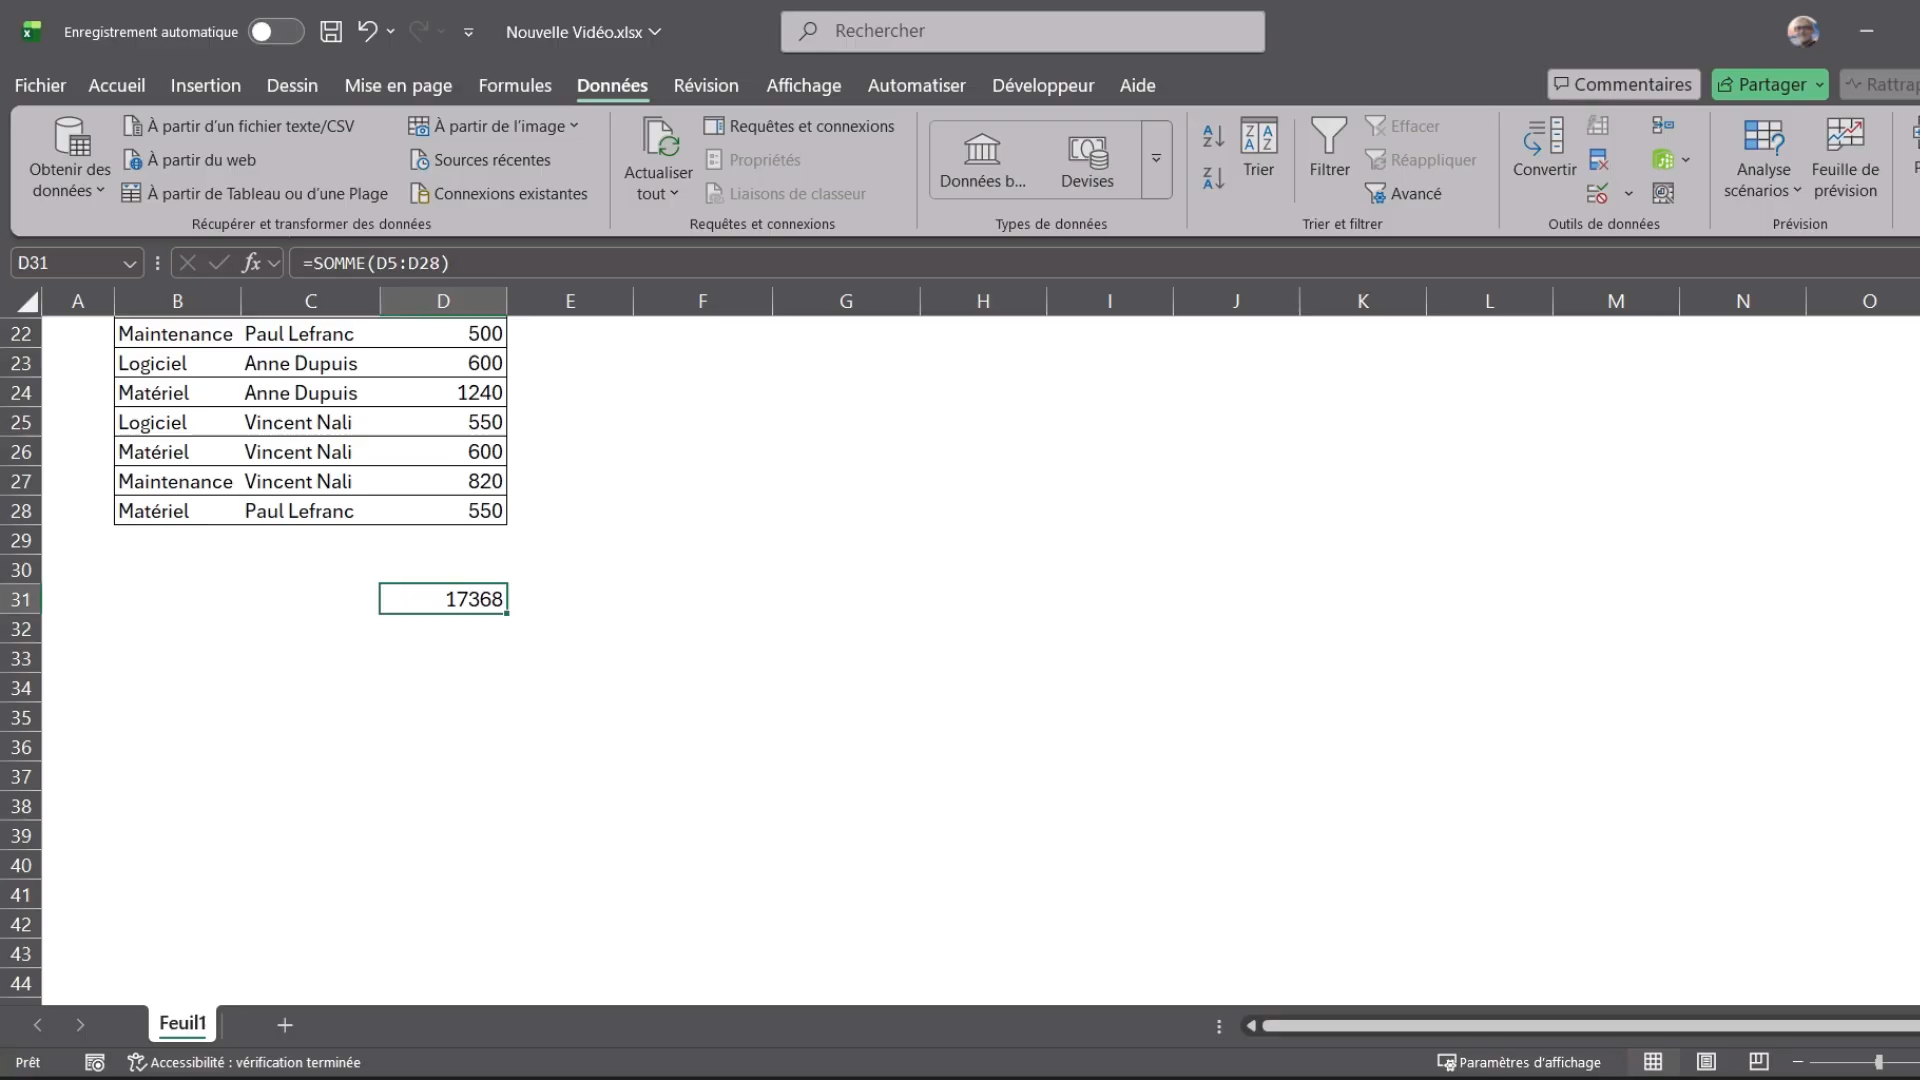 Enregistrement automatique
Nouvelle Vidéo.xlsx
Rechercher
Fichier Accueil Insertion Dessin Mise en page Formules Données Révision Affichage Automatiser Développeur Aide
Commentaires
Partager
Obtenir des données
À partir d'un fichier texte/CSV
À partir du web
À partir de Tableau ou d'une Plage
À partir de l'image
Sources récentes
Connexions existantes
Récupérer et transformer des données
Actualiser tout
Requêtes et connexions
Propriétés
Liaisons de classeur
Requêtes et connexions
Données b...
Devises
Types de données
Trier
Filtrer
Effacer
Réappliquer
Avancé
Trier et filtrer
Convertir
Outils de données
Analyse scénarios
Feuille de prévision
Prévision
D31
fx
=SOMME(D5:D28)
A B C D E F G H I J K L M N O
22 Maintenance Paul Lefranc 500
23 Logiciel Anne Dupuis 600
24 Matériel Anne Dupuis 1240
25 Logiciel Vincent Nali 550
26 Matériel Vincent Nali 600
27 Maintenance Vincent Nali 820
28 Matériel Paul Lefranc 550
29
30
31 17368
32
33
34
35
36
37
38
39
40
41
42
43
44
Feuil1
Prêt
Accessibilité : vérification terminée
Paramètres d'affichage